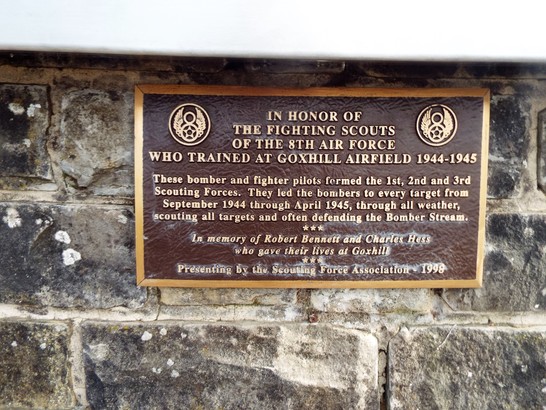 IN HONOR OF
THE FIGHTING SCOUTS
OF THE 8TH AIR FORCE
WHO TRAINED AT GOXHILL AIRFIELD 1944-1945
These bomber and fighter pilots formed the 1st, 2nd and 3rd
Scouting Forces. They led the bombers to every target from
September 1944 through April 1945, through all weather,
scouting all targets and often defending the Bomber Stream.
***
In memory of Robert Bennett and Charles Hess
who gave their lives at Goxhill
***
Presenting by the Scouting Force Association - 1998